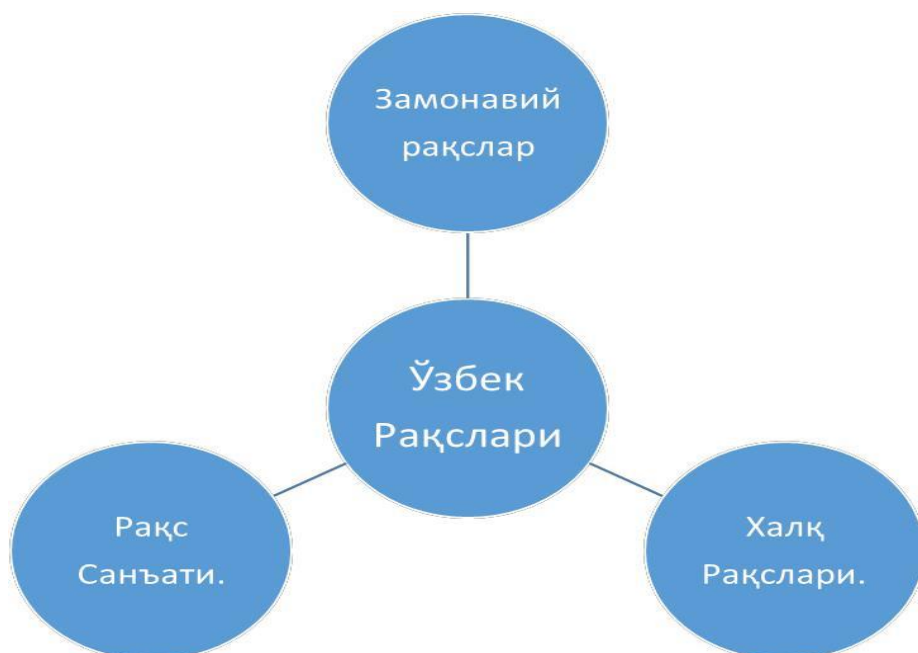 Замонавий
рақслар
Ўзбек
Рақслари
Рақс
Санъати.
Халқ
Рақслари.